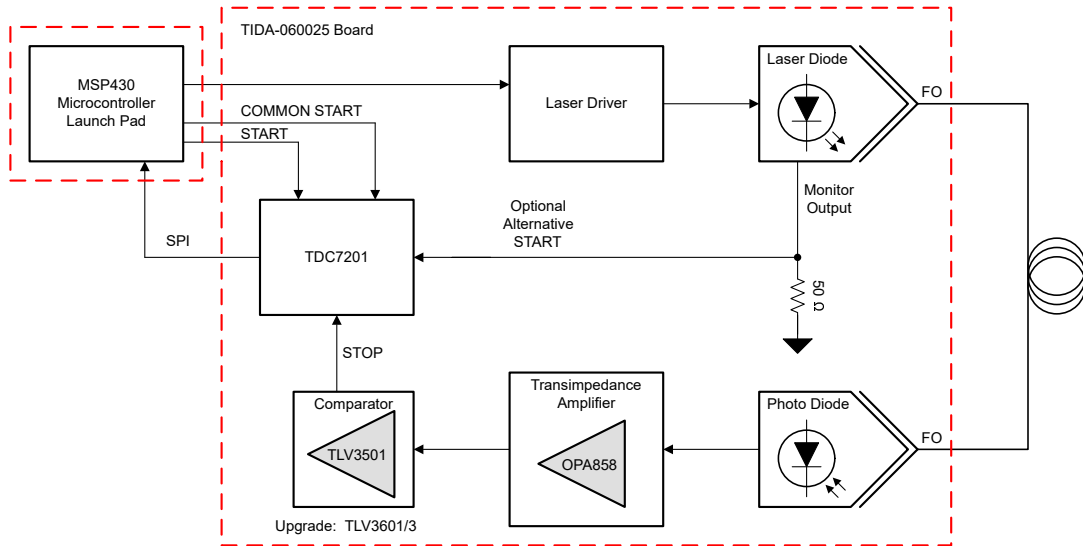 TIDA-060025 Board
MSP430
Microcontroller
Launch Pad
COMMON START
START
Laser Driver
Laser Diode
FO
Monitor
Output
Optional
Alternative
START
SPI
TDC7201
50 Ω
STOP
Comparator
TLV3501
Upgrade: TLV3601/3
Transimpedance
Amplifier
OPA858
Photo Diode
FO